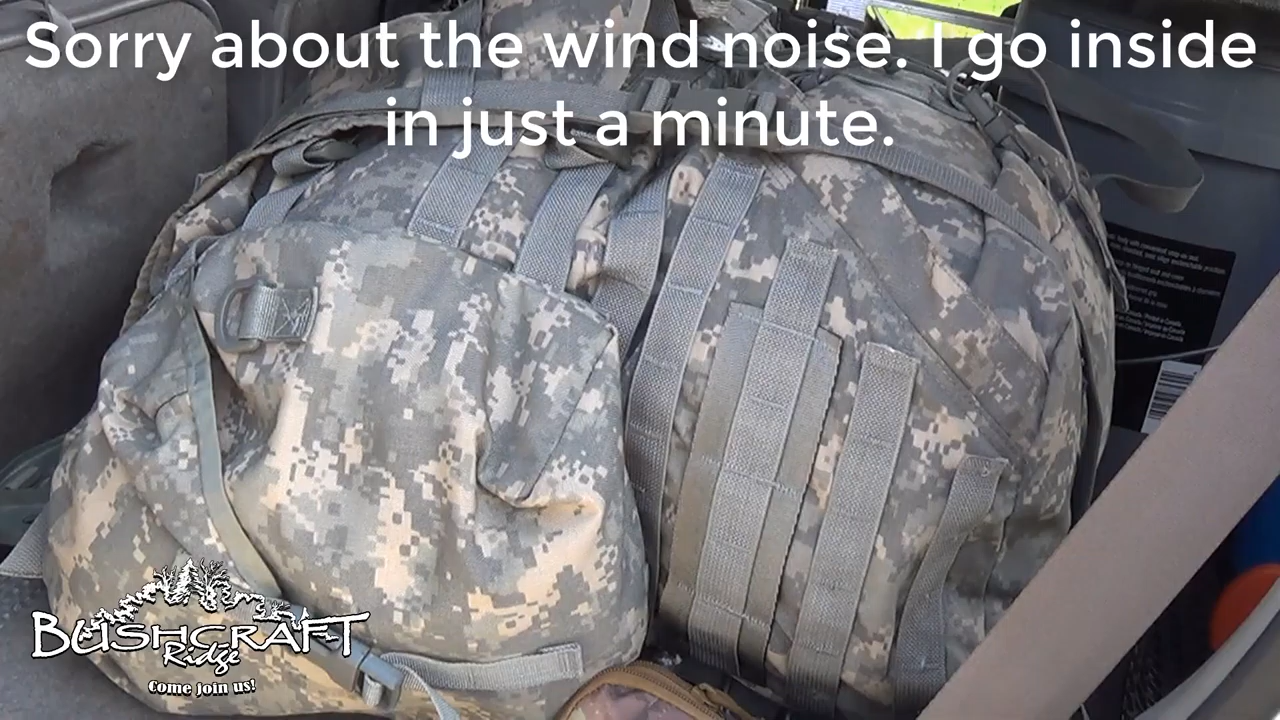 Sorry about the wind noise. I go inside
in just a minute.
BUSHCRAFT
Ridge
Come join us!